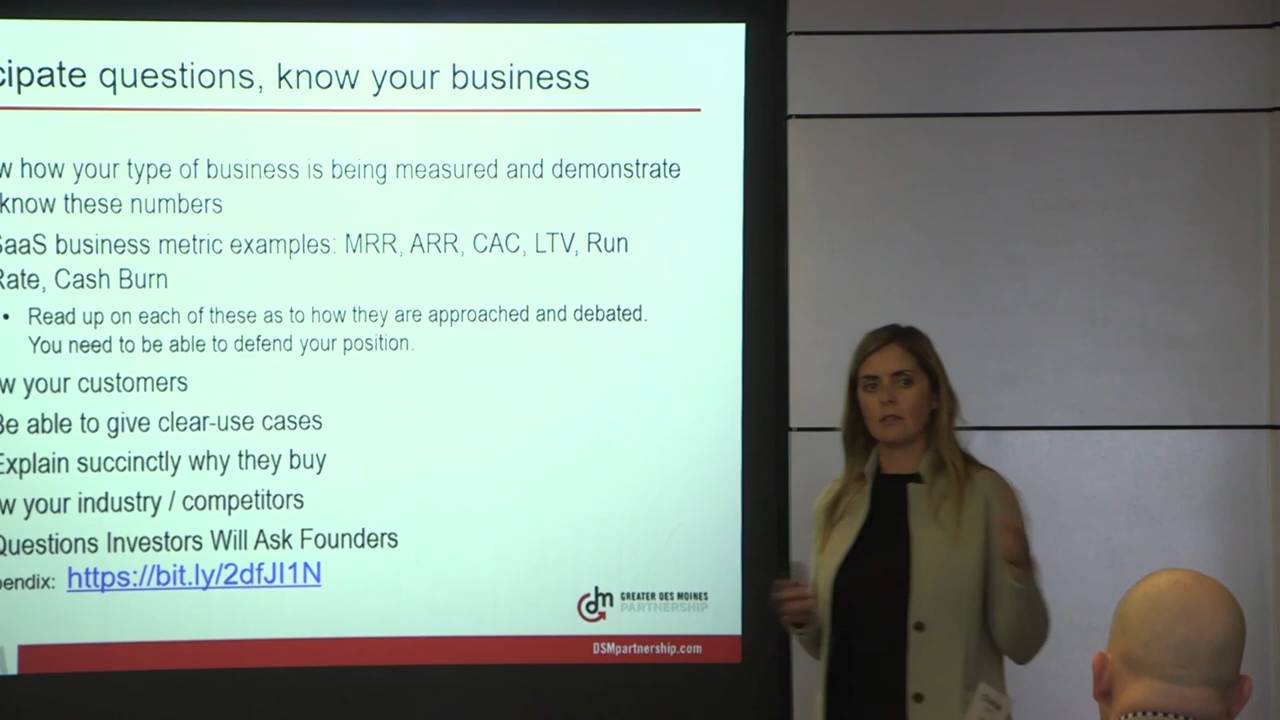 cipate questions, know your business
w how your type of business is being measured and demonstrate
know these numbers
SaaS business metric examples: MRR, ARR, CAC, LTV, Run
Rate, Cash Burn
• Read up on each of these as to how they are approached and debated.
You need to be able to defend your position.
w your customers
Be able to give clear-use cases
Explain succinctly why they buy
w your industry / competitors
Questions Investors Will Ask Founders
endix: https://bit.ly/2dfJI1N
dm GREATER DES MOINES
PARTNERSHIP
DSMpartnership.com